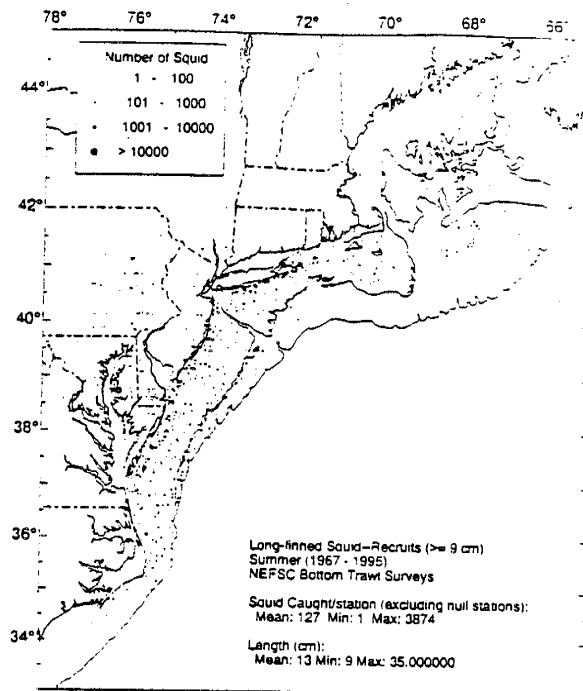 78° 76° 74° 72° 70° 68° 66°
Number of Squid
1 - 100
101 - 1000
1001 - 10000
> 10000
44°
42°
40°
38°
36°
34°
Long-finned Squid-Recruits (>= 9 cm)
Summer (1967 - 1995)
NEFSC Bottom Trawl Surveys
Squid Caught/station (excluding null stations):
Mean: 127 Min: 1 Max: 3874
Length (cm):
Mean: 13 Min: 9 Max: 35.000000